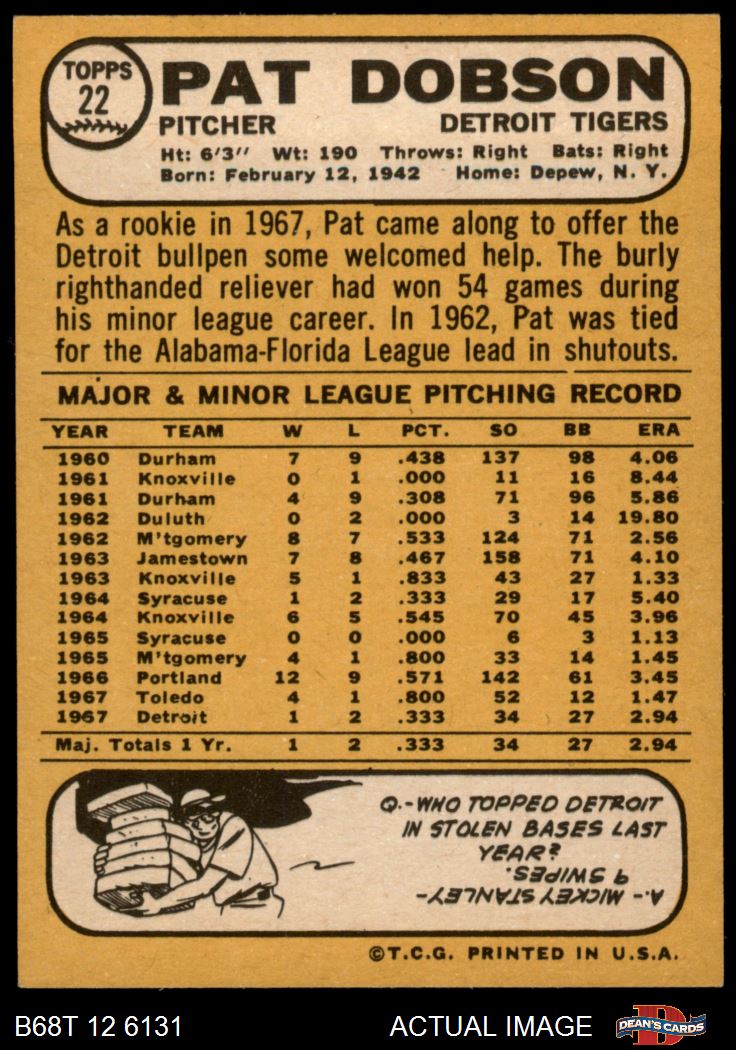 TOPPS
22
PAT DOBSON
PITCHER DETROIT TIGERS
Ht: 6'3" Wt: 190 Throws: Right Bats: Right
Born: February 12, 1942 Home: Depew, N. Y.
As a rookie in 1967, Pat came along to offer the
Detroit bullpen some welcomed help. The burly
righthanded reliever had won 54 games during
his minor league career. In 1962, Pat was tied
for the Alabama-Florida League lead in shutouts.
MAJOR & MINOR LEAGUE PITCHING RECORD
YEAR TEAM W L PCT. SO BB ERA
1960 Durham 7 9 .438 137 98 4.06
1961 Knoxville 0 1 .000 11 16 8.44
1961 Durham 4 9 .308 71 96 5.86
1962 Duluth 0 2 .000 3 14 19.80
1962 M'tgomery 8 7 .533 124 71 2.56
1963 Jamestown 7 8 .467 158 71 4.10
1963 Knoxville 5 1 .833 43 27 1.33
1964 Syracuse 1 2 .333 29 17 5.40
1964 Knoxville 6 5 .545 70 45 3.96
1965 Syracuse 0 0 .000 6 3 1.13
1965 M'tgomery 4 1 .800 33 14 1.45
1966 Portland 12 9 .571 142 61 3.45
1967 Toledo 4 1 .800 52 12 1.47
1967 Detroit 1 2 .333 34 27 2.94
Maj. Totals 1 Yr. 1 2 .333 34 27 2.94
Q.-WHO TOPPED DETROIT
IN STOLEN BASES LAST
YEAR?
A.- MICKEY STANLEY-
9 SWIPES.
©T.C.G. PRINTED IN U.S.A.
B68T 12 6131 ACTUAL IMAGE
D
DEAN'S CARDS